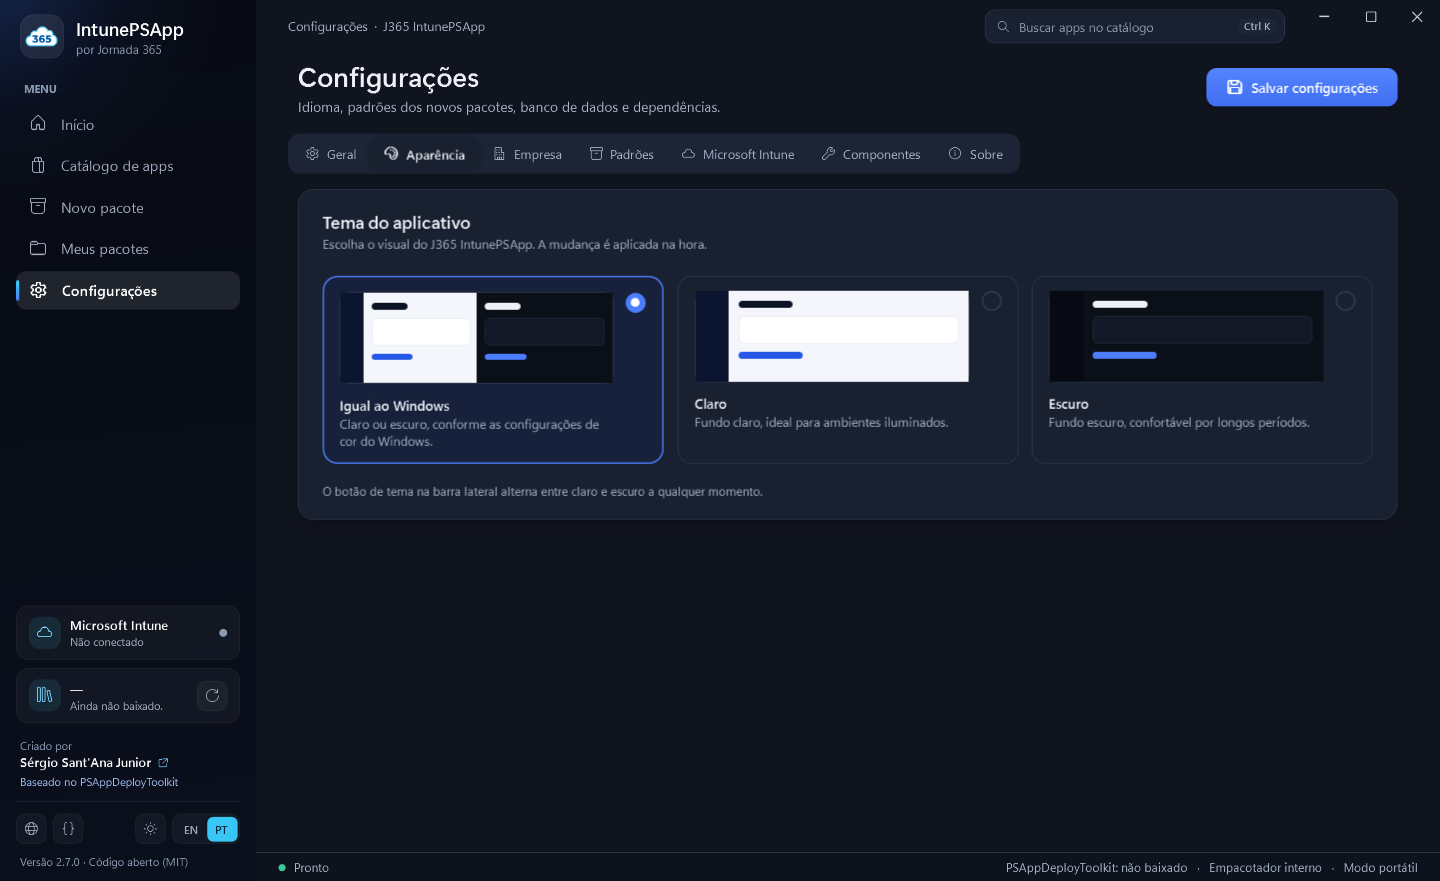 365
IntunePSApp
por Jornada 365
MENU
Início
Catálogo de apps
Novo pacote
Meus pacotes
Configurações
Microsoft Intune
Não conectado
—
Ainda não baixado.
Criado por
Sérgio Sant'Ana Junior
Baseado no PSAppDeployToolkit
{}
EN PT
Versão 2.7.0 · Código aberto (MIT)
Configurações · J365 IntunePSApp
Buscar apps no catálogo Ctrl K
Configurações
Idioma, padrões dos novos pacotes, banco de dados e dependências.
Salvar configurações
Geral Aparência Empresa Padrões Microsoft Intune Componentes Sobre
Tema do aplicativo
Escolha o visual do J365 IntunePSApp. A mudança é aplicada na hora.
Igual ao Windows
Claro ou escuro, conforme as configurações de
cor do Windows.
Claro
Fundo claro, ideal para ambientes iluminados.
Escuro
Fundo escuro, confortável por longos períodos.
O botão de tema na barra lateral alterna entre claro e escuro a qualquer momento.
Pronto
PSAppDeployToolkit: não baixado · Empacotador interno · Modo portátil